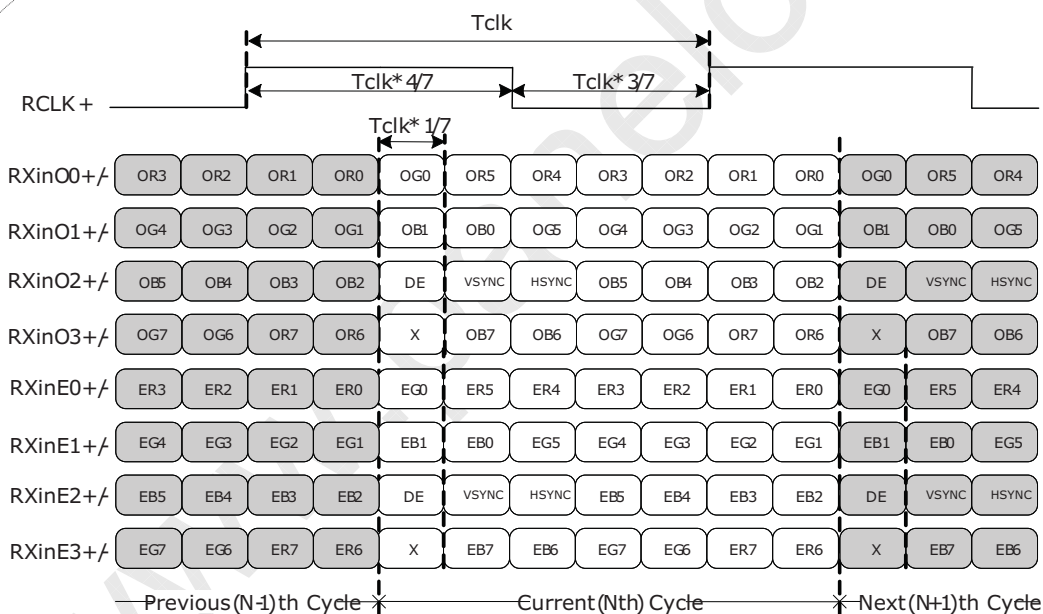 Tclk
Tclk* 4/7 Tclk* 3/7
RCLK +
Tclk* 1/7
RXinO0+/- OR3 OR2 OR1 OR0 OG0 OR5 OR4 OR3 OR2 OR1 OR0 OG0 OR5 OR4
RXinO1+/- OG4 OG3 OG2 OG1 OB1 OB0 OG5 OG4 OG3 OG2 OG1 OB1 OB0 OG5
RXinO2+/- OB5 OB4 OB3 OB2 DE VSYNC HSYNC OB5 OB4 OB3 OB2 DE VSYNC HSYNC
RXinO3+/- OG7 OG6 OR7 OR6 X OB7 OB6 OG7 OG6 OR7 OR6 X OB7 OB6
RXinE0+/- ER3 ER2 ER1 ER0 EG0 ER5 ER4 ER3 ER2 ER1 ER0 EG0 ER5 ER4
RXinE1+/- EG4 EG3 EG2 EG1 EB1 EB0 EG5 EG4 EG3 EG2 EG1 EB1 EB0 EG5
RXinE2+/- EB5 EB4 EB3 EB2 DE VSYNC HSYNC EB5 EB4 EB3 EB2 DE VSYNC HSYNC
RXinE3+/- EG7 EG6 ER7 ER6 X EB7 EB6 EG7 EG6 ER7 ER6 X EB7 EB6
Previous(N-1)th Cycle Current(Nth) Cycle Next(N+1)th Cycle